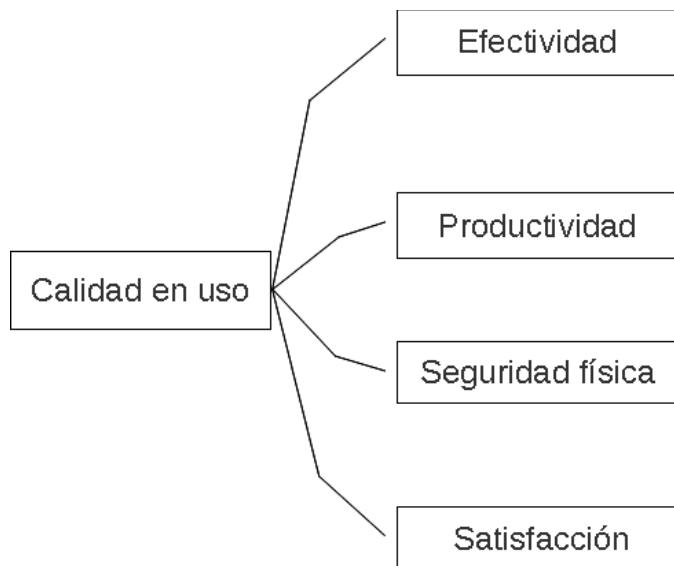 Efectividad
Productividad
Calidad en uso
Seguridad física
Satisfacción